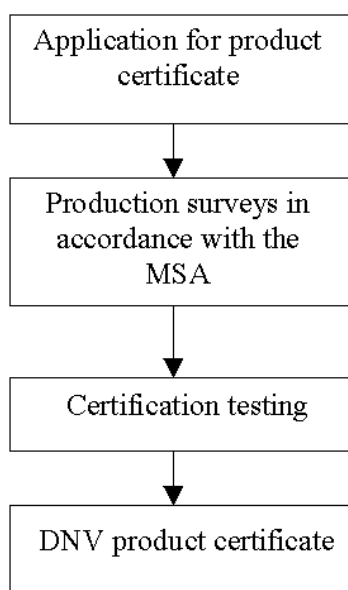 Application for product
certificate
Production surveys in
accordance with the
MSA
Certification testing
DNV product certificate